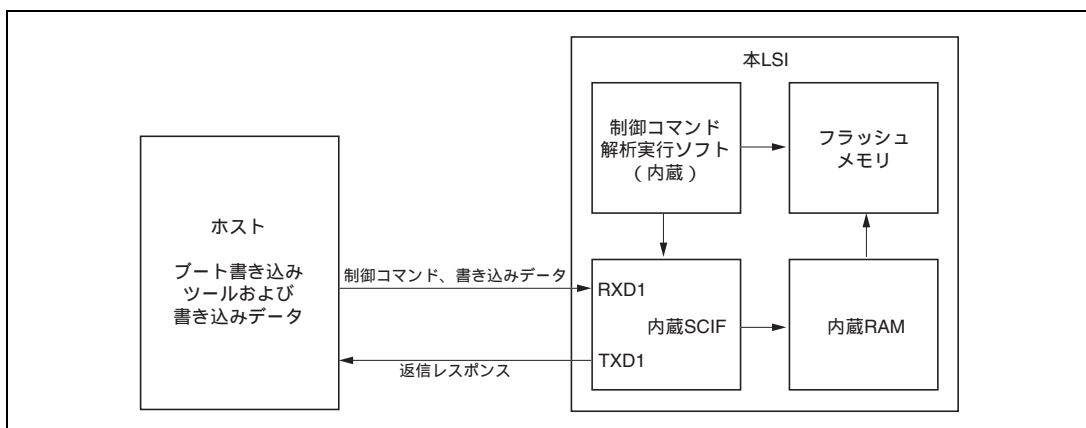 本LSI
制御コマンド
解析実行ソフト
(内蔵)
フラッシュ
メモリ
ホスト
ブート書き込み
ツールおよび
書き込みデータ
制御コマンド、書き込みデータ
RXD1
内蔵SCIF
TXD1
内蔵RAM
返信レスポンス